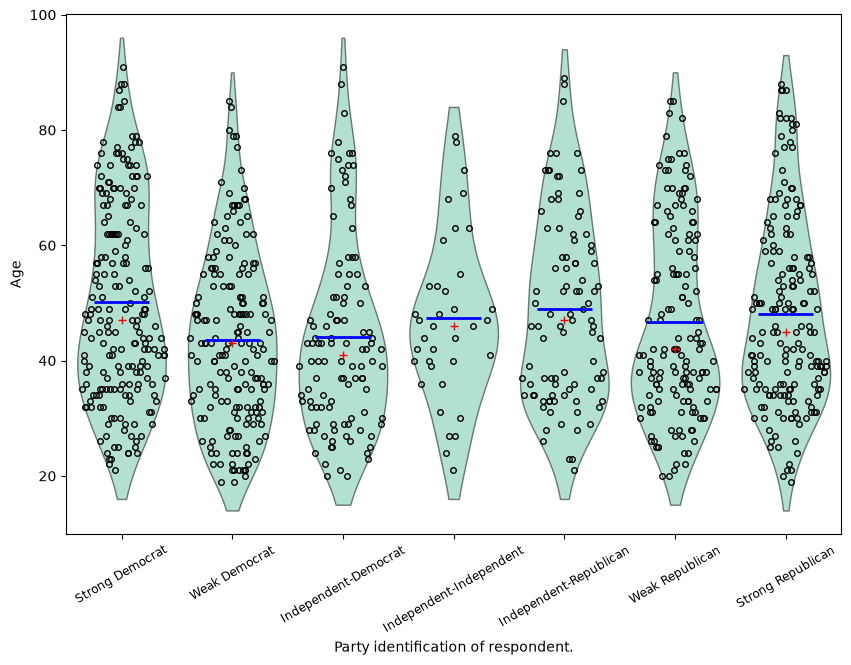 100
80
60
40
20
Age
Strong Democrat
Weak Democrat
Independent-Democrat
Independent-Independent
Independent-Republican
Weak Republican
Strong Republican
Party identification of respondent.